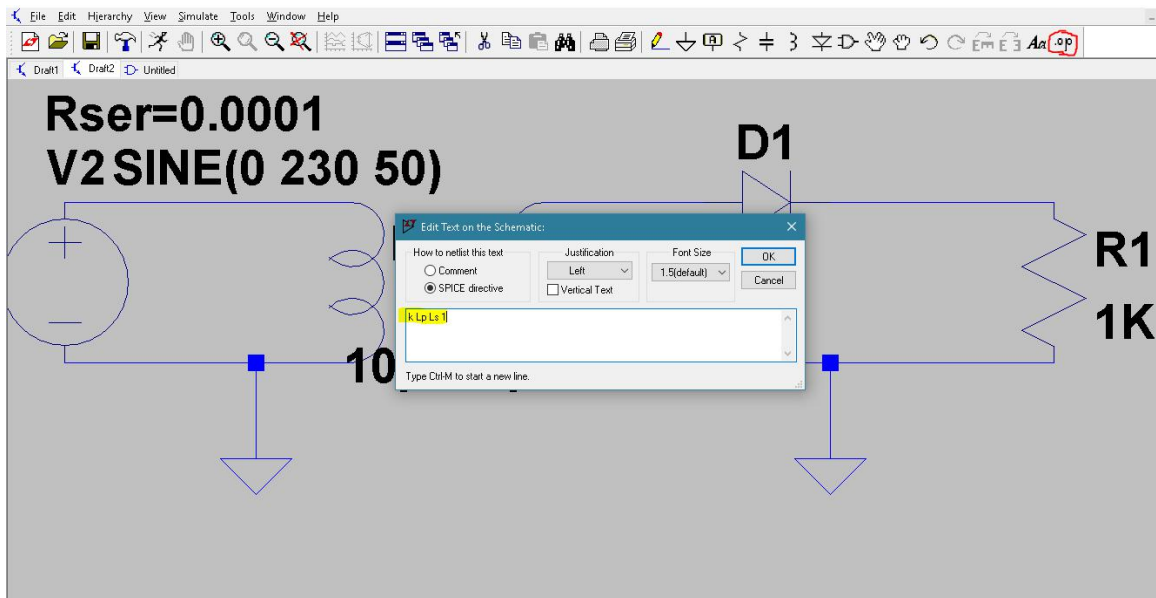 File Edit Hierarchy View Simulate Tools Window Help
Aa .op
Draft1 Draft2 Untitled
Rser=0.0001
V2 SINE(0 230 50)
D1
Edit Text on the Schematic:
How to netlist this text
Comment
SPICE directive
Justification
Left
Vertical Text
Font Size
1.5(default)
OK
Cancel
k Lp Ls 1
Type Ctrl-M to start a new line.
R1
1K
10